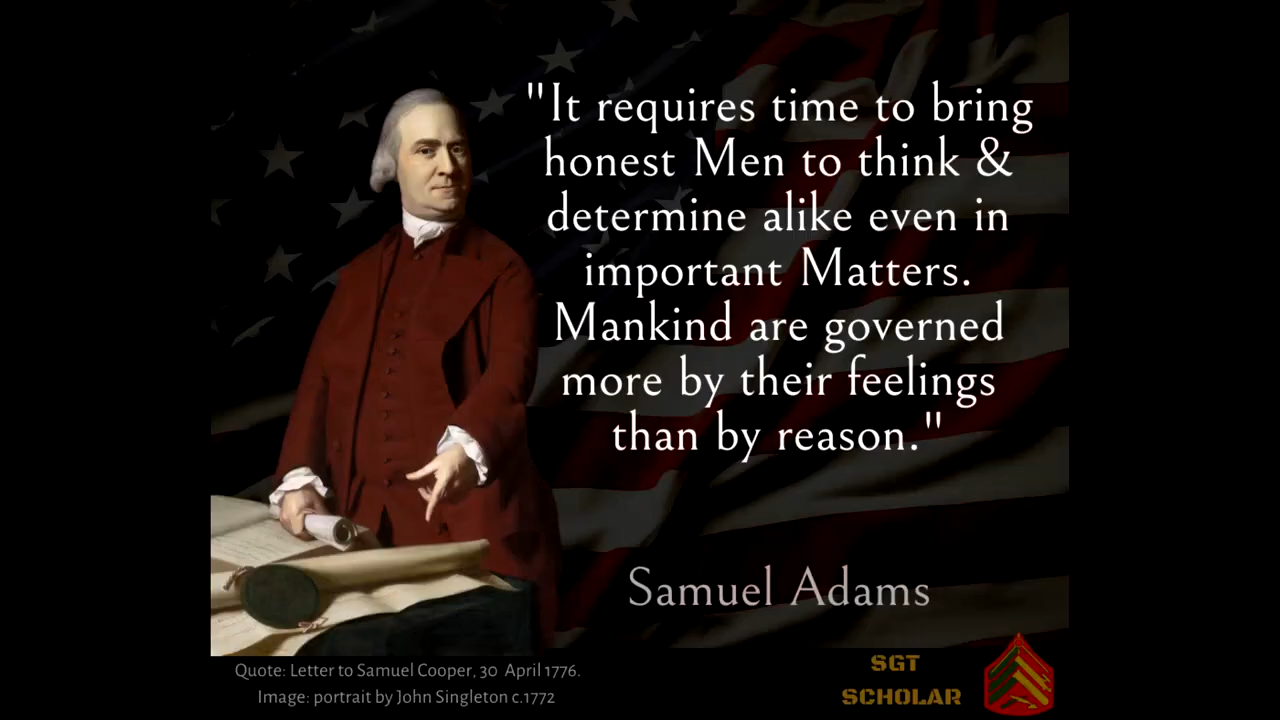 "It requires time to bring
honest Men to think &
determine alike even in
important Matters.
Mankind are governed
more by their feelings
than by reason."
Samuel Adams
Quote: Letter to Samuel Cooper, 30 April 1776.
Image: portrait by John Singleton c.1772
SGT
SCHOLAR